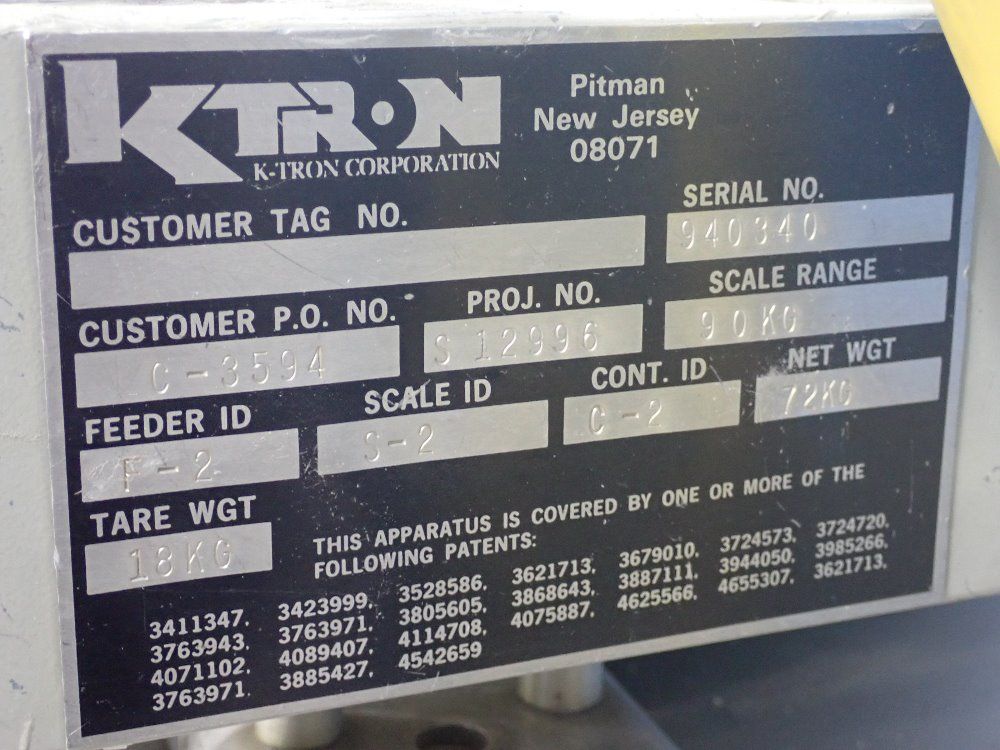 K-TRON
K-TRON CORPORATION
Pitman
New Jersey
08071
CUSTOMER TAG NO.
SERIAL NO.
940340
CUSTOMER P.O. NO.
C-3594
PROJ. NO.
S 12996
SCALE RANGE
90KG
FEEDER ID
F-2
SCALE ID
S-2
CONT. ID
C-2
NET WGT
72KG
TARE WGT
18KG
THIS APPARATUS IS COVERED BY ONE OR MORE OF THE
FOLLOWING PATENTS:
3411347, 3423999, 3528586, 3621713, 3679010, 3724573, 3724720,
3763943, 3763971, 3805605, 3868643, 3887111, 3944050, 3985266,
4071102, 4089407, 4114708, 4075887, 4625566, 4655307, 3621713,
3763971, 3885427, 4542659